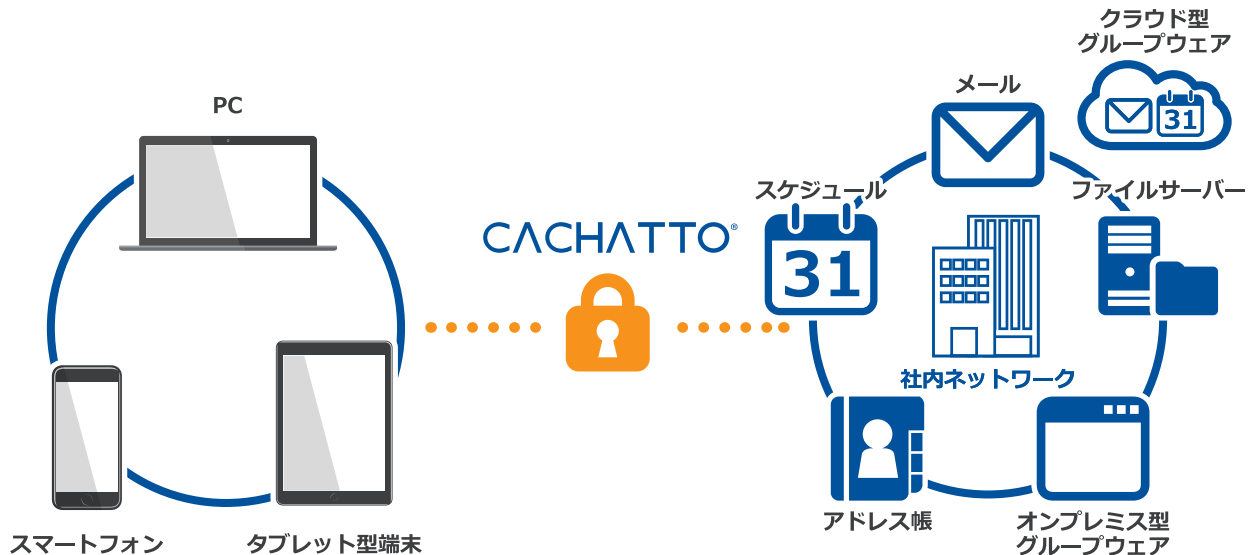 クラウド型
グループウェア
メール
31
PC
スケジュール
ファイルサーバー
CACHATTO®
31
社内ネットワーク
アドレス帳
オンプレミス型
グループウェア
スマートフォン
タブレット型端末